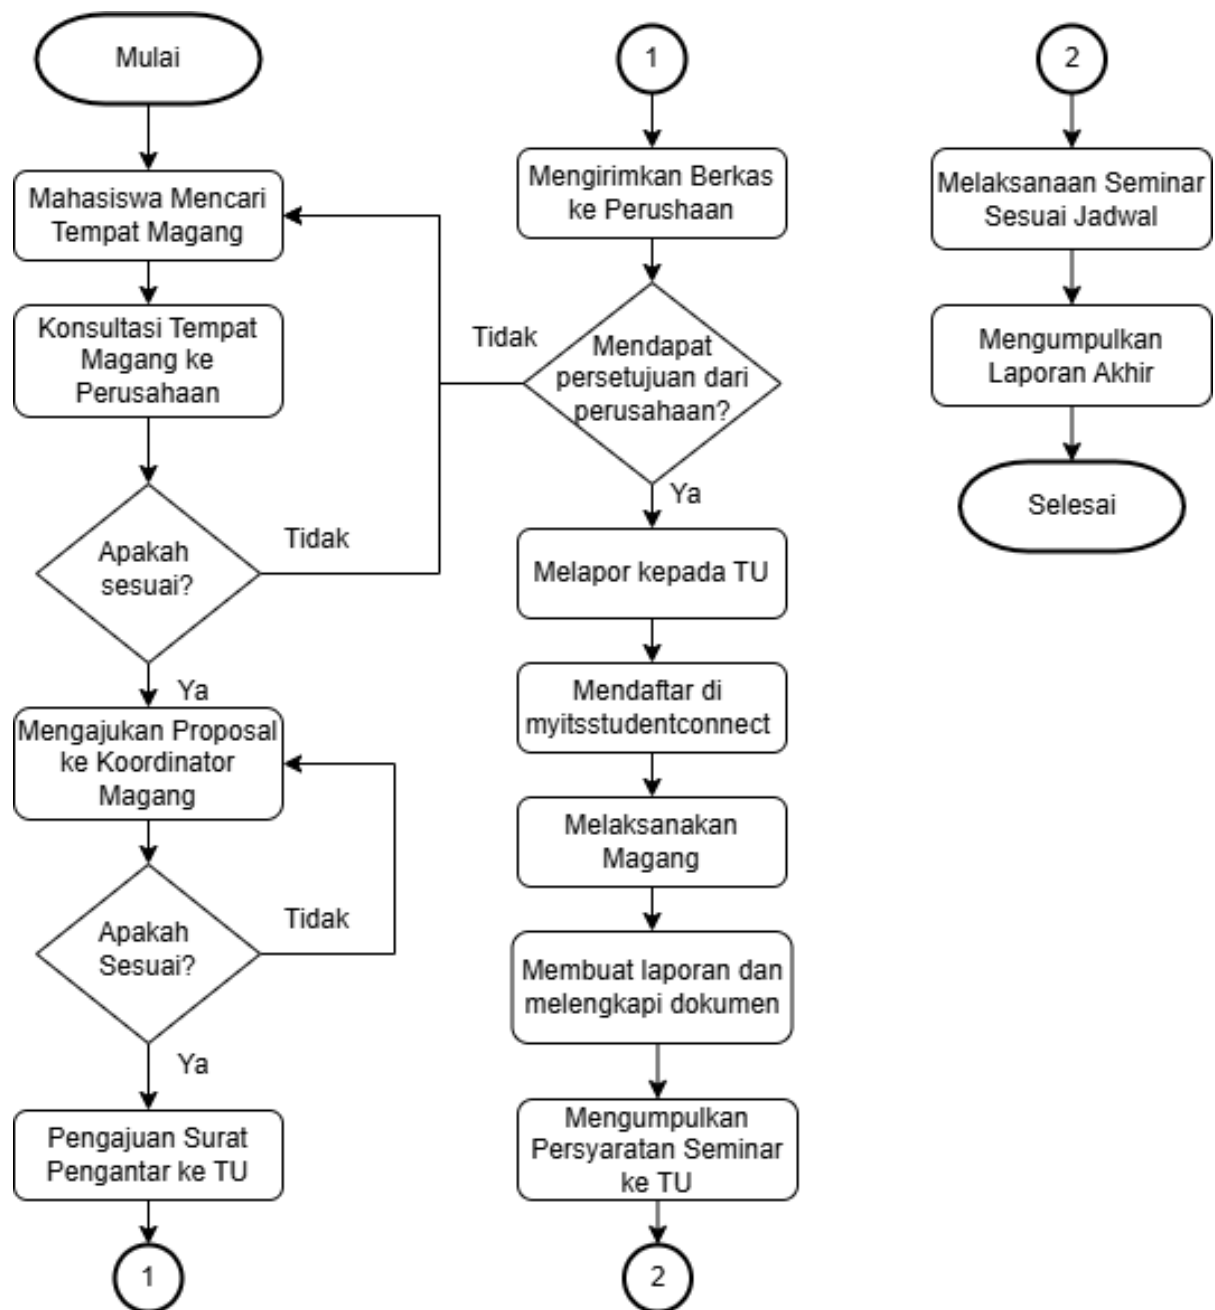 Mulai
Mahasiswa Mencari
Tempat Magang
Konsultasi Tempat
Magang ke
Perusahaan
Apakah
sesuai?
Tidak
Ya
Mengajukan Proposal
ke Koordinator
Magang
Apakah
Sesuai?
Tidak
Ya
Pengajuan Surat
Pengantar ke TU
1
1
Mengirimkan Berkas
ke Perushaan
Mendapat
persetujuan dari
perusahaan?
Tidak
Ya
Melapor kepada TU
Mendaftar di
myitsstudentconnect
Melaksanakan
Magang
Membuat laporan dan
melengkapi dokumen
Mengumpulkan
Persyaratan Seminar
ke TU
2
2
Melaksanaan Seminar
Sesuai Jadwal
Mengumpulkan
Laporan Akhir
Selesai